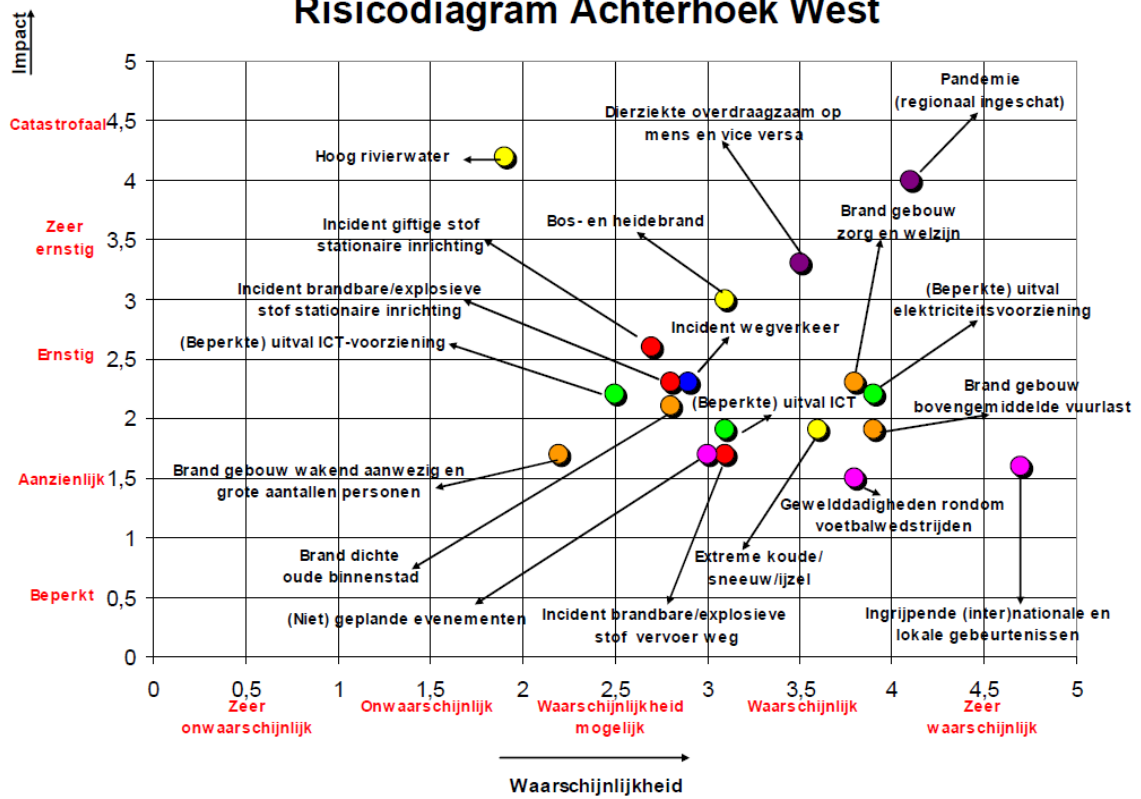 Risicodiagram Achterhoek West
Impact
5
4,5
4
3,5
3
2,5
2
1,5
1
0,5
0
Catastrofaal
Zeer
ernstig
Ernstig
Aanzienlijk
Beperkt
Pandemie
(regionaal ingeschat)
Dierziekte overdraagzaam op
mens en vice versa
Hoog rivierwater
Brand gebouw
zorg en welzijn
Bos- en heidebrand
Incident giftige stof
stationaire inrichting
Incident brandbare/explosieve
stof stationaire inrichting
(Beperkte) uitval
elektriciteitsvoorziening
Incident wegverkeer
(Beperkte) uitval ICT-voorziening
Brand gebouw
bovengemiddelde vuurlast
(Beperkte) uitval ICT
Brand gebouw wakend aanwezig en
grote aantallen personen
Gewelddadigheden rondom
voetbalwedstrijden
Brand dichte
oude binnenstad
Extreme koude/
sneeuw/ijzel
(Niet) geplande evenementen
Incident brandbare/explosieve
stof vervoer weg
Ingrijpende (inter)nationale en
lokale gebeurtenissen
0 0,5 1 1,5 2 2,5 3 3,5 4 4,5 5
Zeer
onwaarschijnlijk
Onwaarschijnlijk
Waarschijnlijkheid
mogelijk
Waarschijnlijk
Zeer
waarschijnlijk
Waarschijnlijkheid